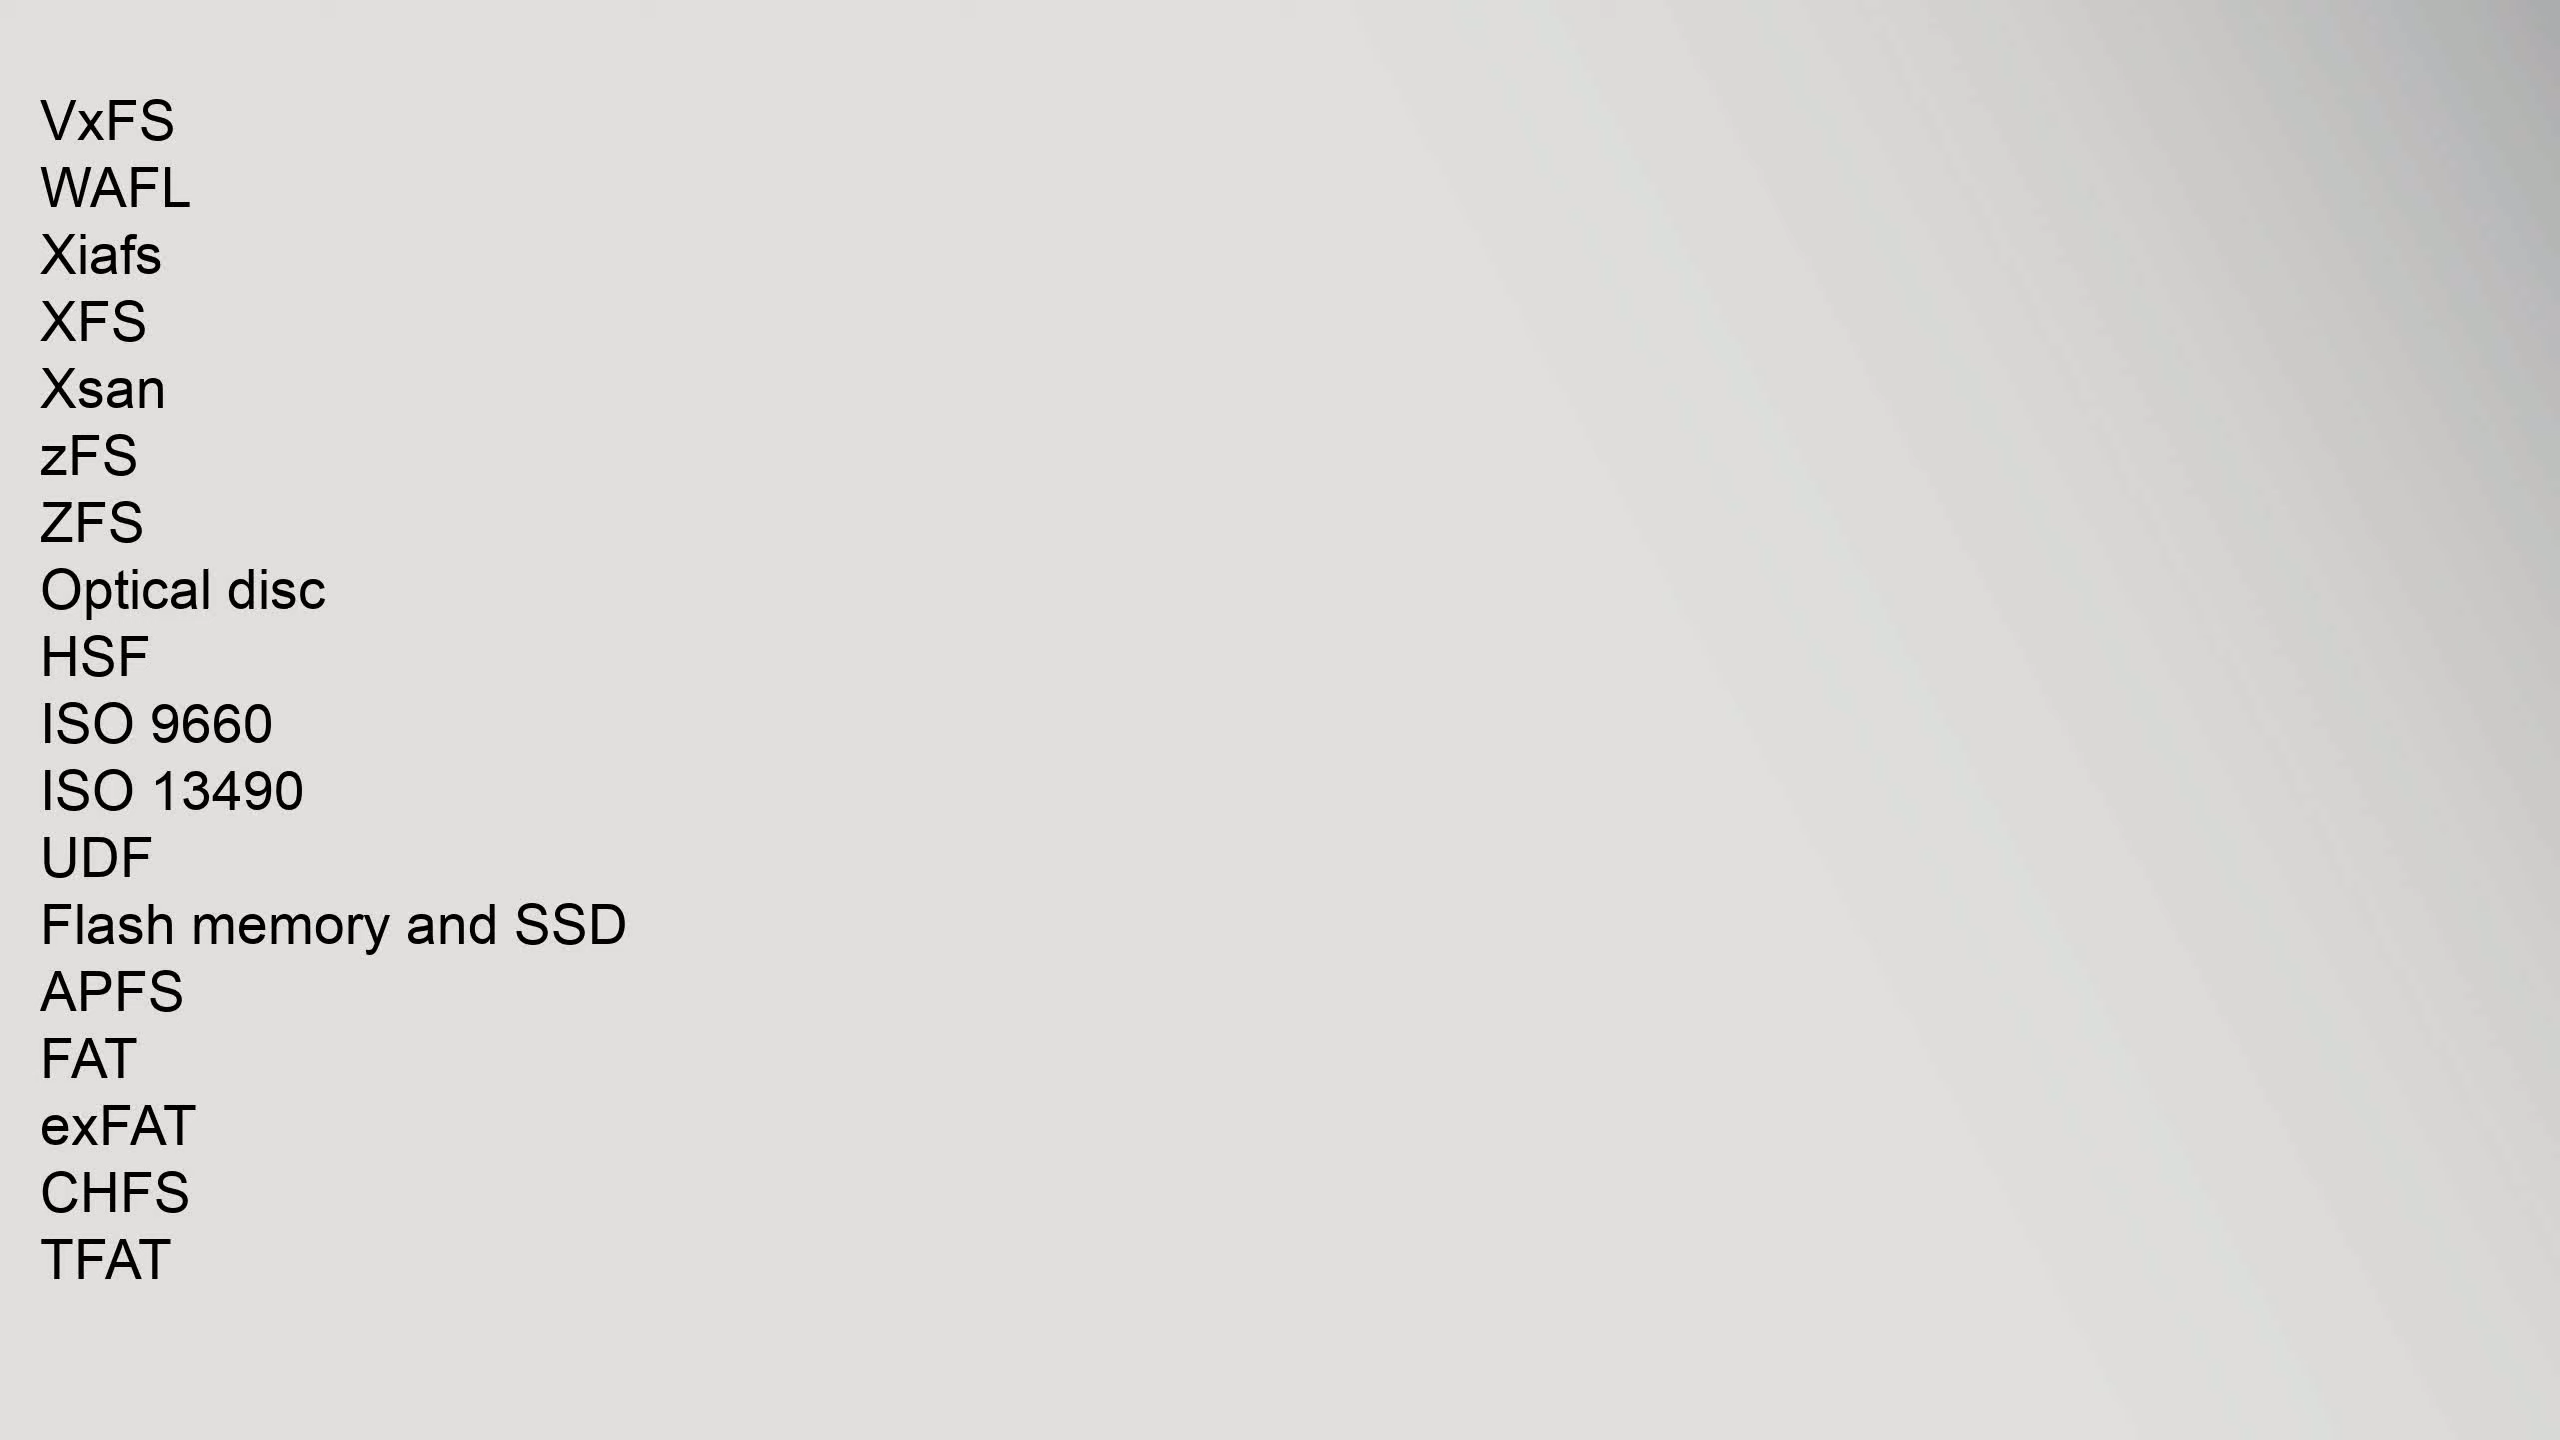 VxFS
WAFL
Xiafs
XFS
Xsan
zFS
ZFS
Optical disc
HSF
ISO 9660
ISO 13490
UDF
Flash memory and SSD
APFS
FAT
exFAT
CHFS
TFAT